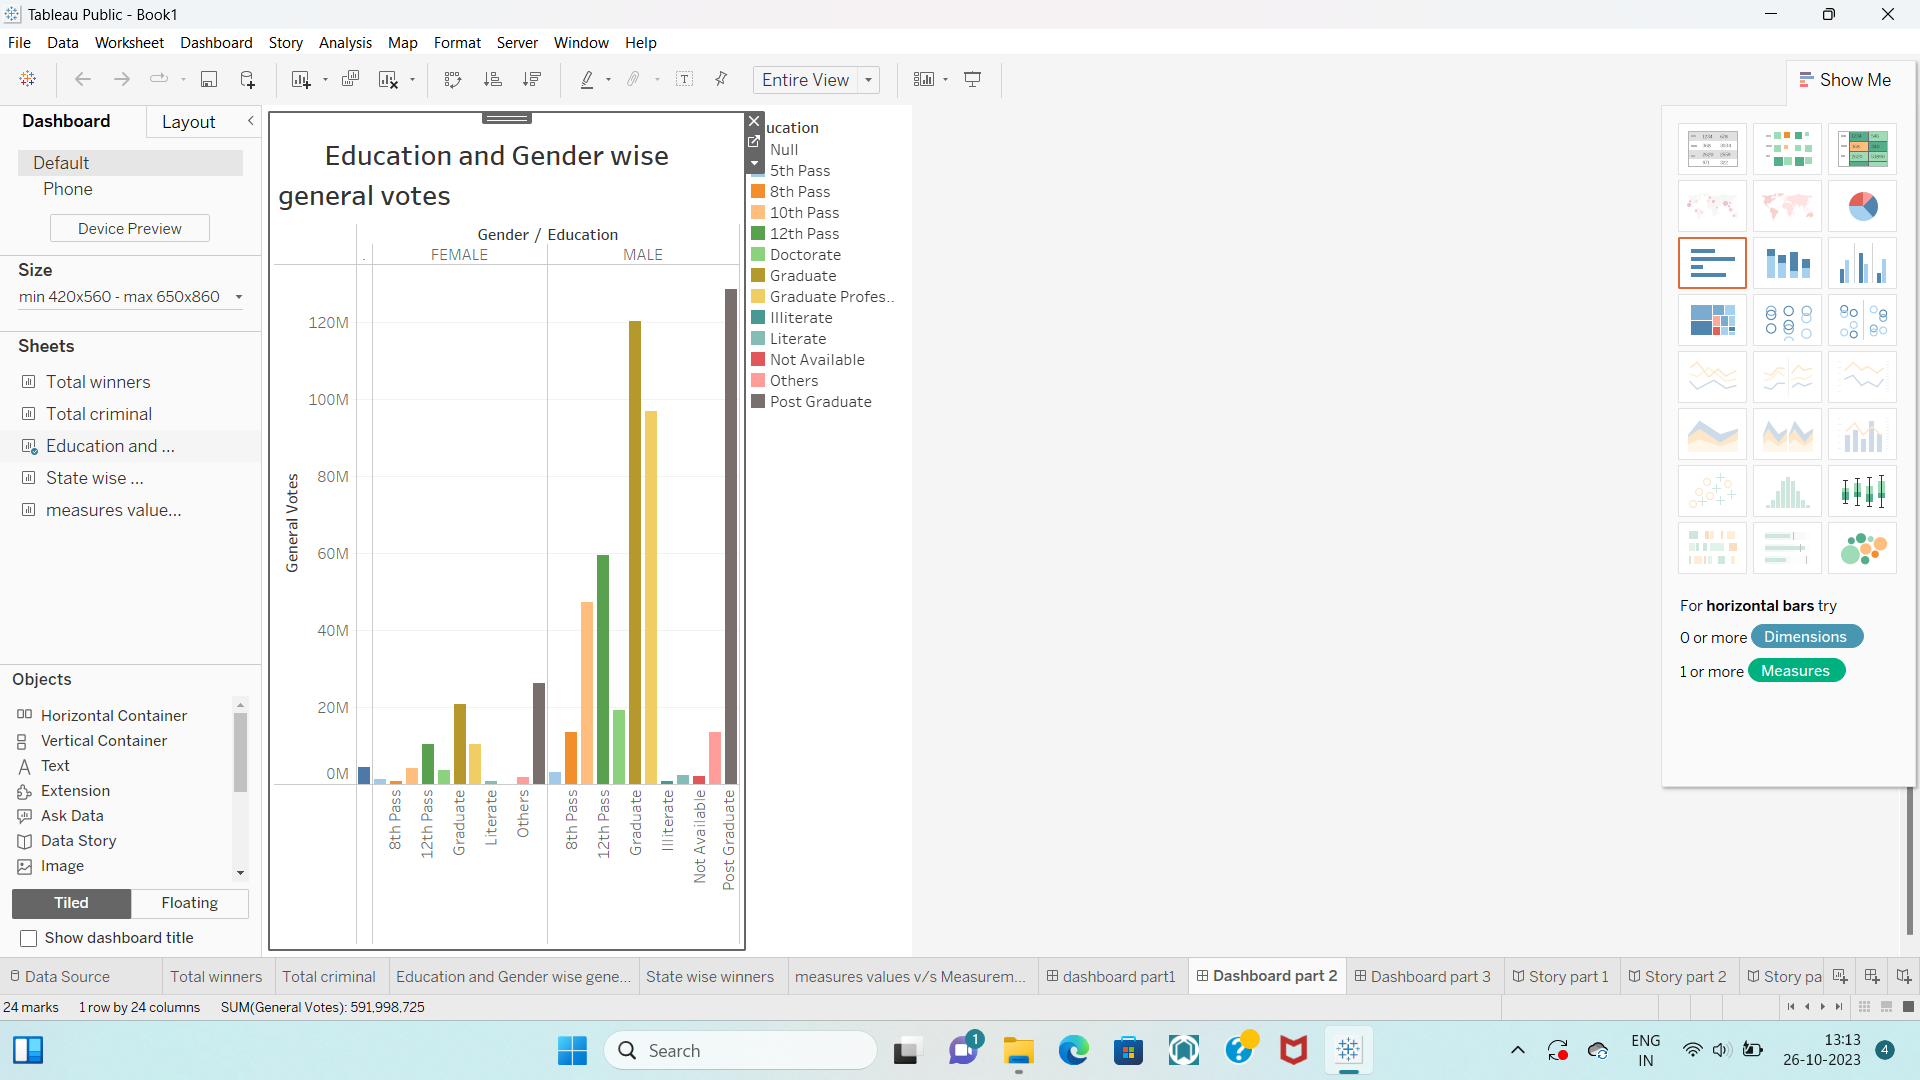 Tableau Public - Book1
File Data Worksheet Dashboard Story Analysis Map Format Server Window Help
Entire View
Show Me
Dashboard Layout
Default
Phone
Device Preview
Size
min 420x560 - max 650x860
Sheets
Total winners
Total criminal
Education and ...
State wise ...
measures value...
Objects
Horizontal Container
Vertical Container
Text
Extension
Ask Data
Data Story
Image
Tiled Floating
Show dashboard title
Education and Gender wise
general votes
Gender / Education
. FEMALE MALE
General Votes
120M
100M
80M
60M
40M
20M
0M
8th Pass
12th Pass
Graduate
Literate
Others
8th Pass
12th Pass
Graduate
Illiterate
Not Available
Post Graduate
ucation
Null
5th Pass
8th Pass
10th Pass
12th Pass
Doctorate
Graduate
Graduate Profes..
Illiterate
Literate
Not Available
Others
Post Graduate
For horizontal bars try
0 or more Dimensions
1 or more Measures
Data Source Total winners Total criminal Education and Gender wise gene... State wise winners measures values v/s Measurem... dashboard part1 Dashboard part 2 Dashboard part 3 Story part 1 Story part 2 Story pa
24 marks 1 row by 24 columns SUM(General Votes): 591,998,725
Search
1
ENG
IN
13:13
26-10-2023
4